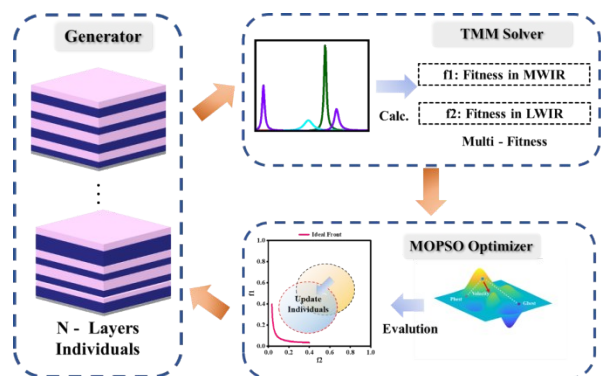 Generator
N - Layers
Individuals
TMM Solver
Calc.
f1: Fitness in MWIR
f2: Fitness in LWIR
Multi - Fitness
MOPSO Optimizer
Ideal Front
1.0
0.8
0.6
0.4
0.2
0.0
f1
Update
Individuals
0.0 0.2 0.4 0.6 0.8 1.0
f2
Evalution
Pbest
Velocity
Gbest